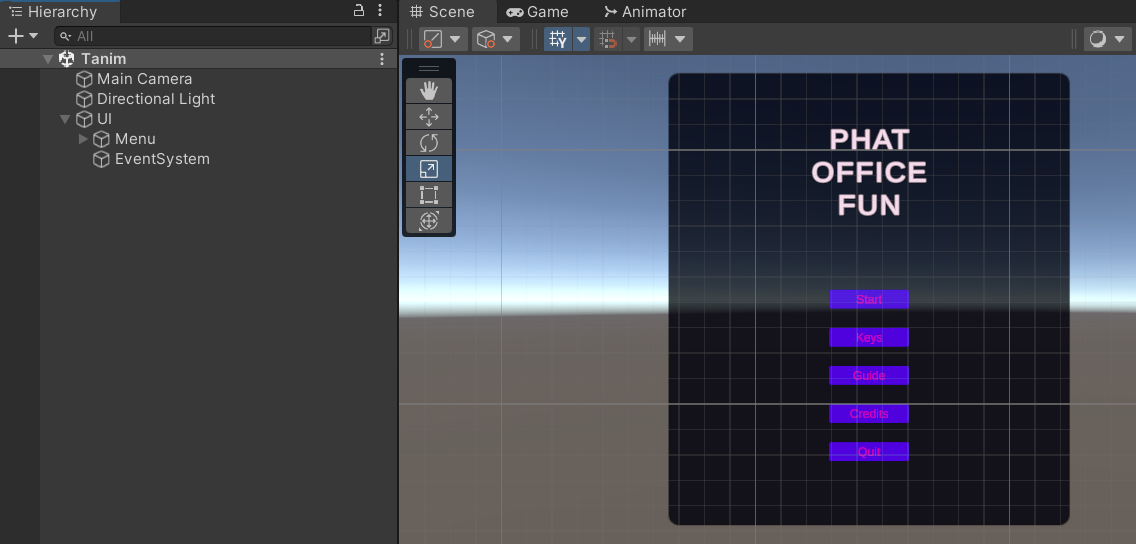 Hierarchy
All
Tanim
Main Camera
Directional Light
UI
Menu
EventSystem
Scene
Game
Animator
PHAT
OFFICE
FUN
Start
Keys
Guide
Credits
Quit